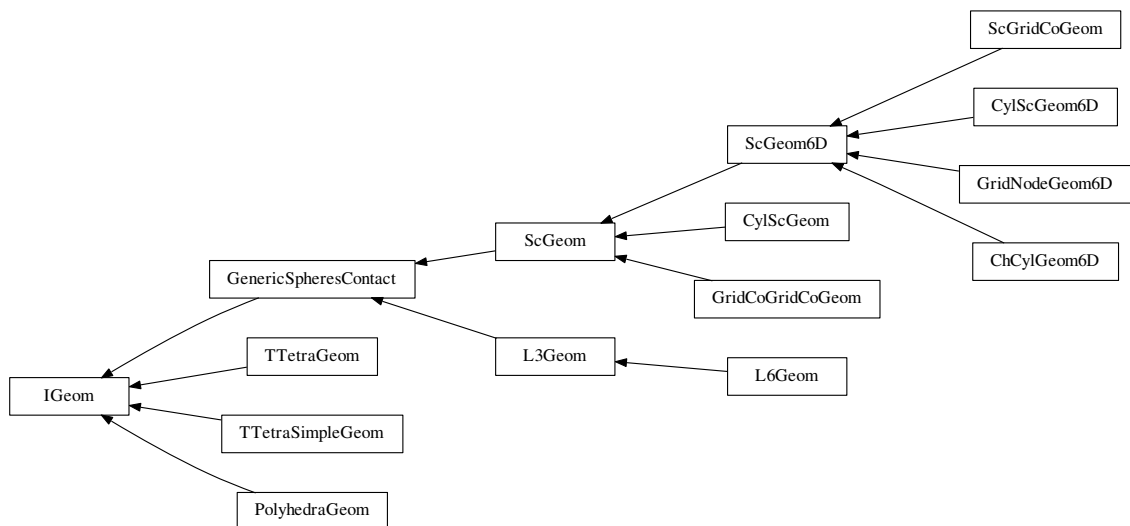 ScGridCoGeom
CylScGeom6D
ScGeom6D
GridNodeGeom6D
CylScGeom
ScGeom
ChCylGeom6D
GenericSpheresContact
GridCoGridCoGeom
TTetraGeom
L3Geom
L6Geom
IGeom
TTetraSimpleGeom
PolyhedraGeom